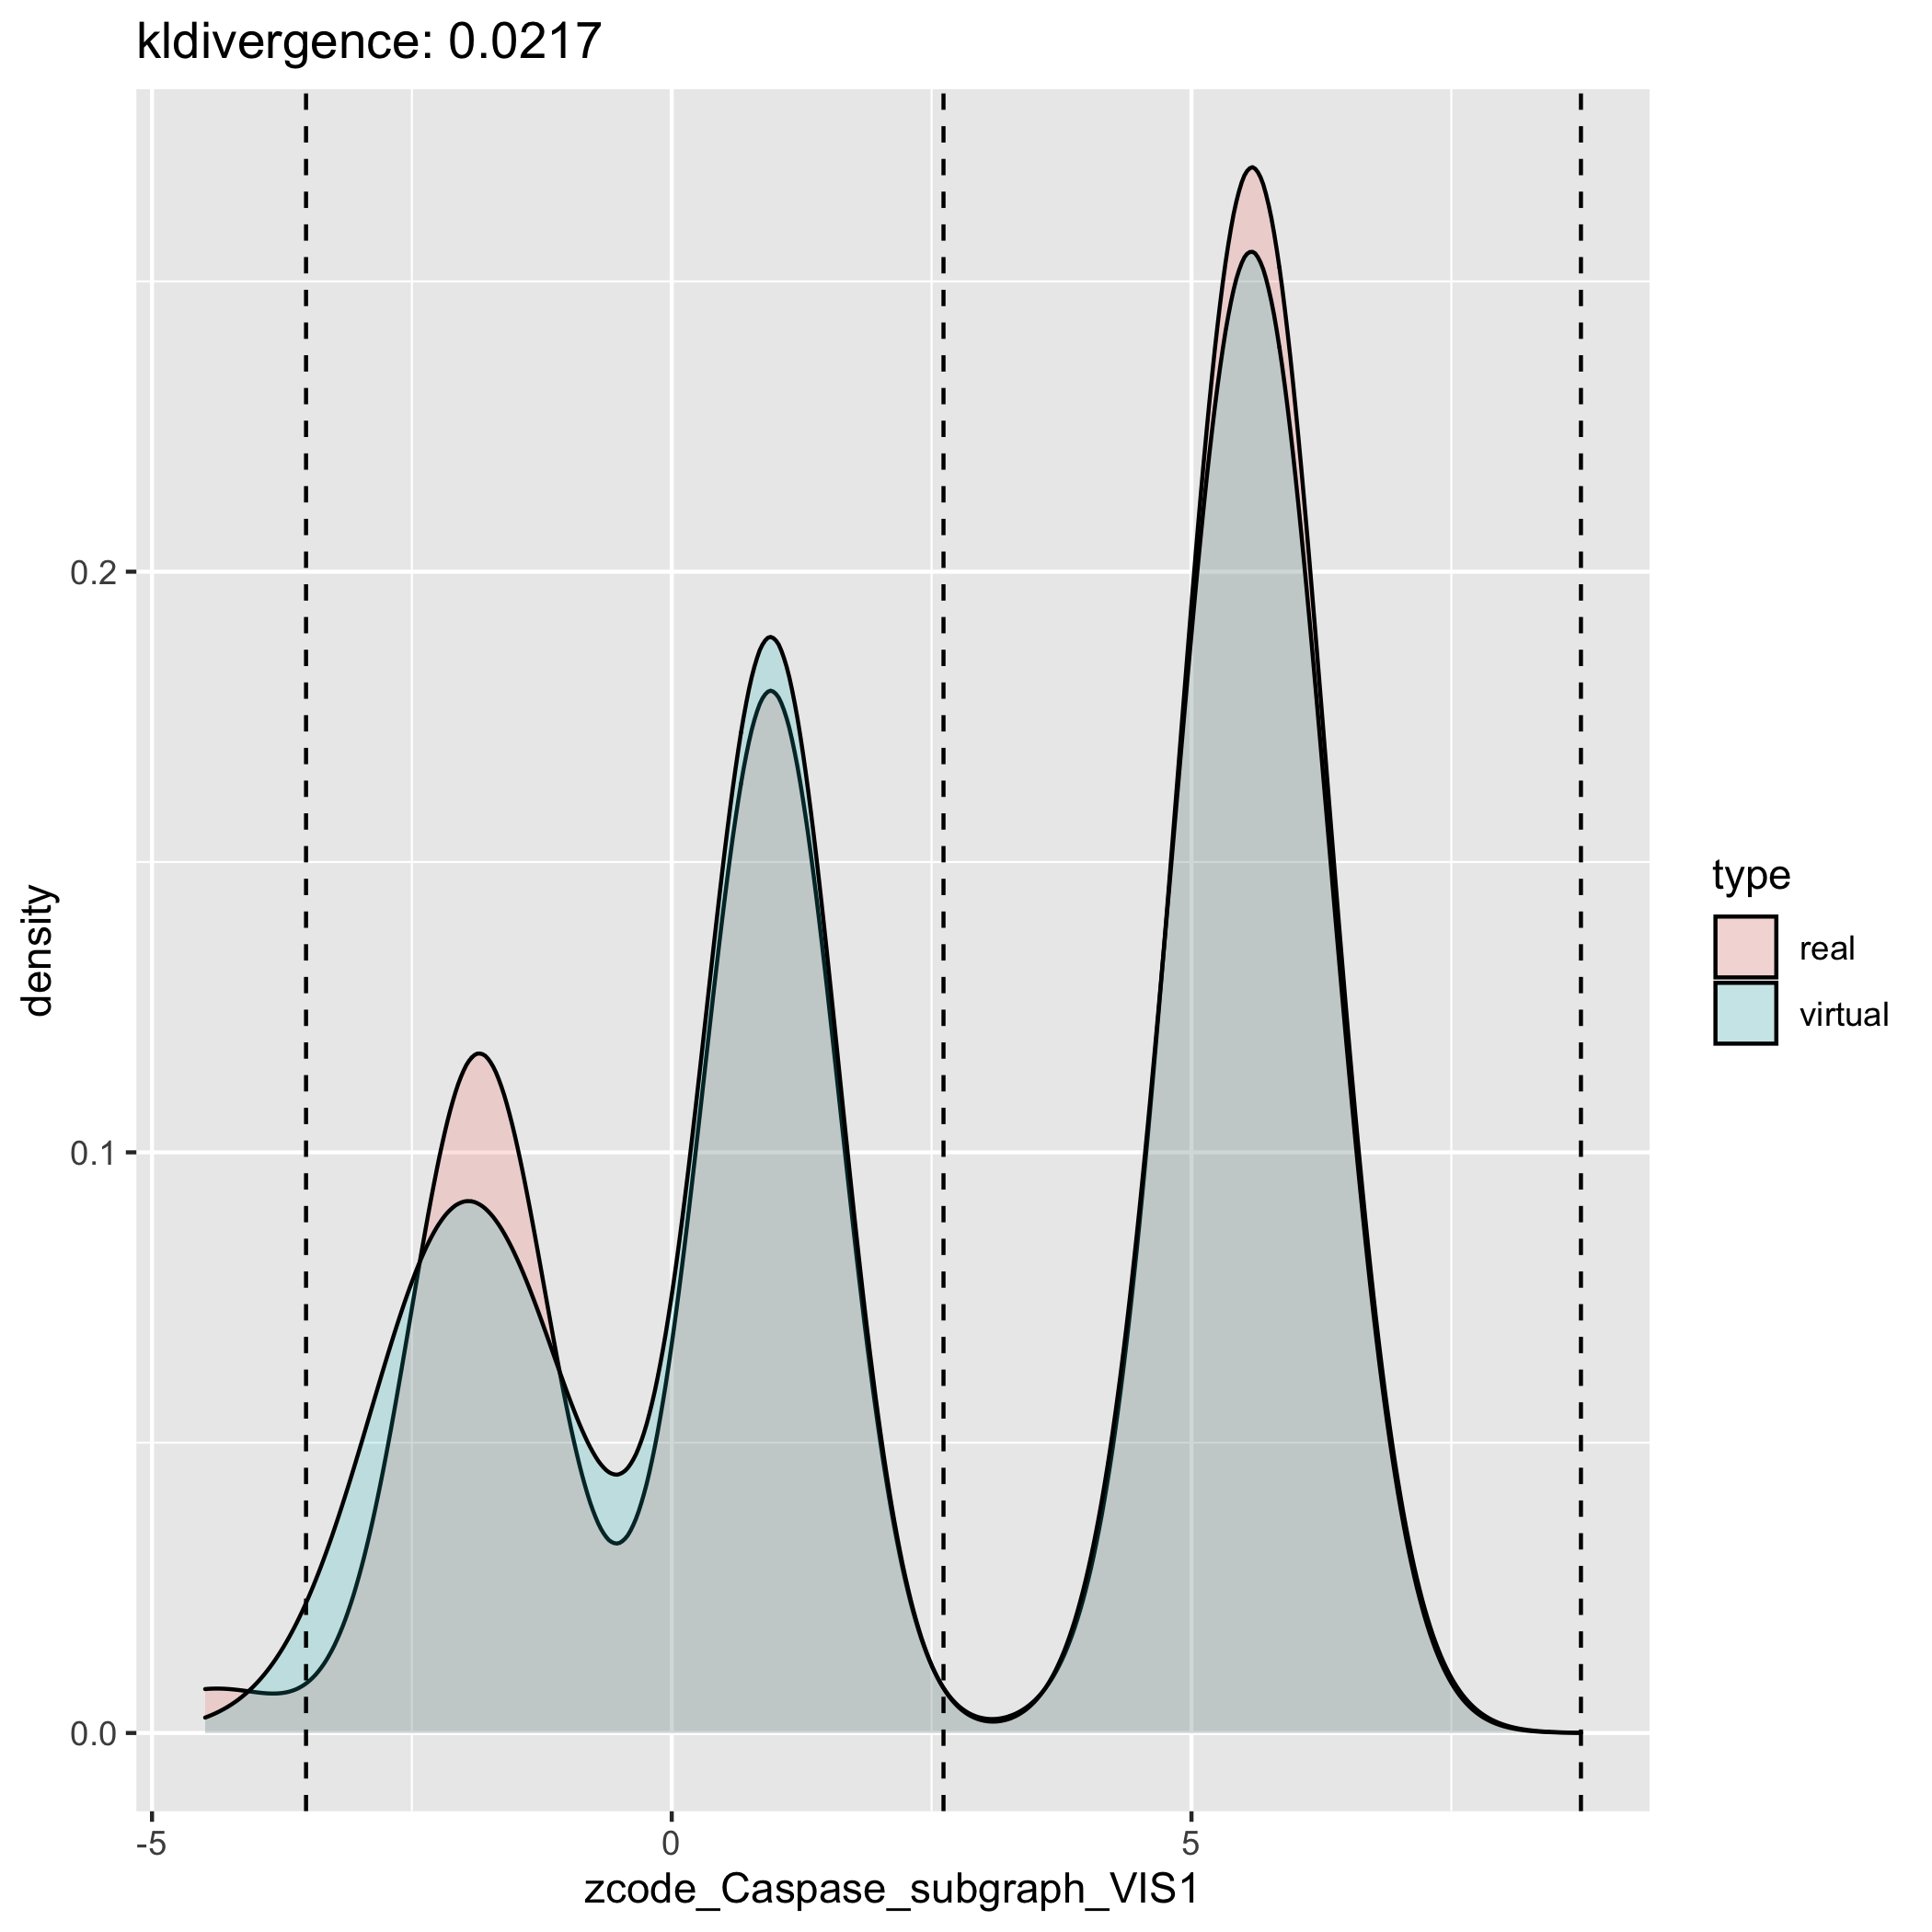 kldivergence: 0.0217
density
0.2
0.1
0.0
-5 0 5
zcode_Caspase_subgraph_VIS1
type
real
virtual